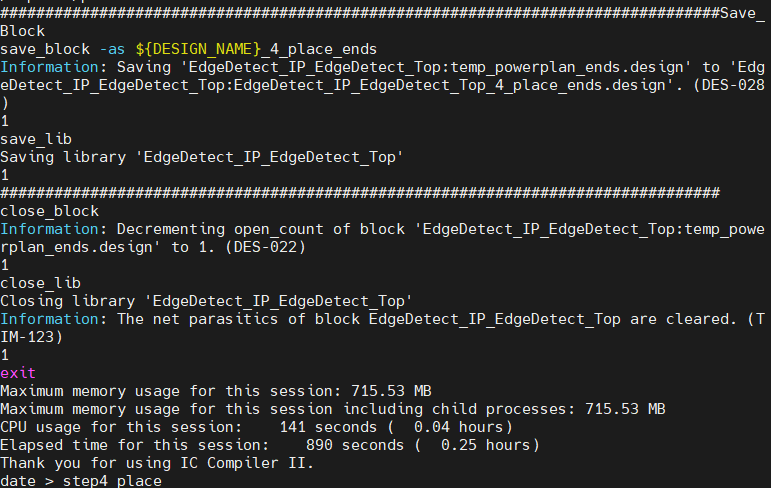 ################################################################################Save_
Block
save_block -as ${DESIGN_NAME}_4_place_ends
Information: Saving 'EdgeDetect_IP_EdgeDetect_Top:temp_powerplan_ends.design' to 'Edg
eDetect_IP_EdgeDetect_Top:EdgeDetect_IP_EdgeDetect_Top_4_place_ends.design'. (DES-028
)
1
save_lib
Saving library 'EdgeDetect_IP_EdgeDetect_Top'
1
################################################################################
close_block
Information: Decrementing open_count of block 'EdgeDetect_IP_EdgeDetect_Top:temp_powe
rplan_ends.design' to 1. (DES-022)
1
close_lib
Closing library 'EdgeDetect_IP_EdgeDetect_Top'
Information: The net parasitics of block EdgeDetect_IP_EdgeDetect_Top are cleared. (T
IM-123)
1
exit
Maximum memory usage for this session: 715.53 MB
Maximum memory usage for this session including child processes: 715.53 MB
CPU usage for this session:    141 seconds (  0.04 hours)
Elapsed time for this session:    890 seconds (  0.25 hours)
Thank you for using IC Compiler II.
date > step4_place